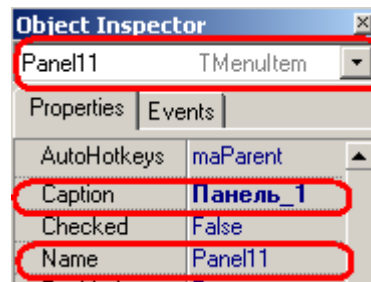 Object Inspector
Panel11 TMenuItem
Properties Events
AutoHotkeys maParent
Caption Панель_1
Checked False
Name Panel11